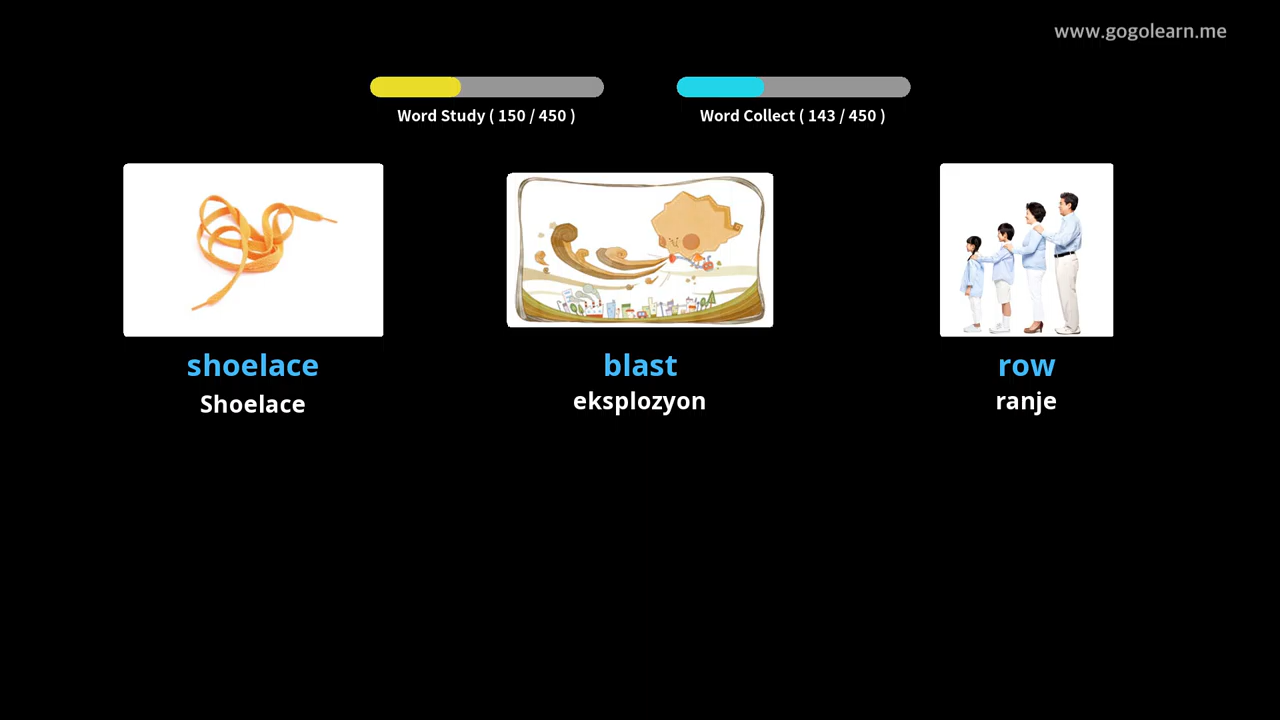 www.gogolearn.me
Word Study ( 150 / 450 )
Word Collect ( 143 / 450 )
shoelace
Shoelace
blast
eksplozyon
row
ranje